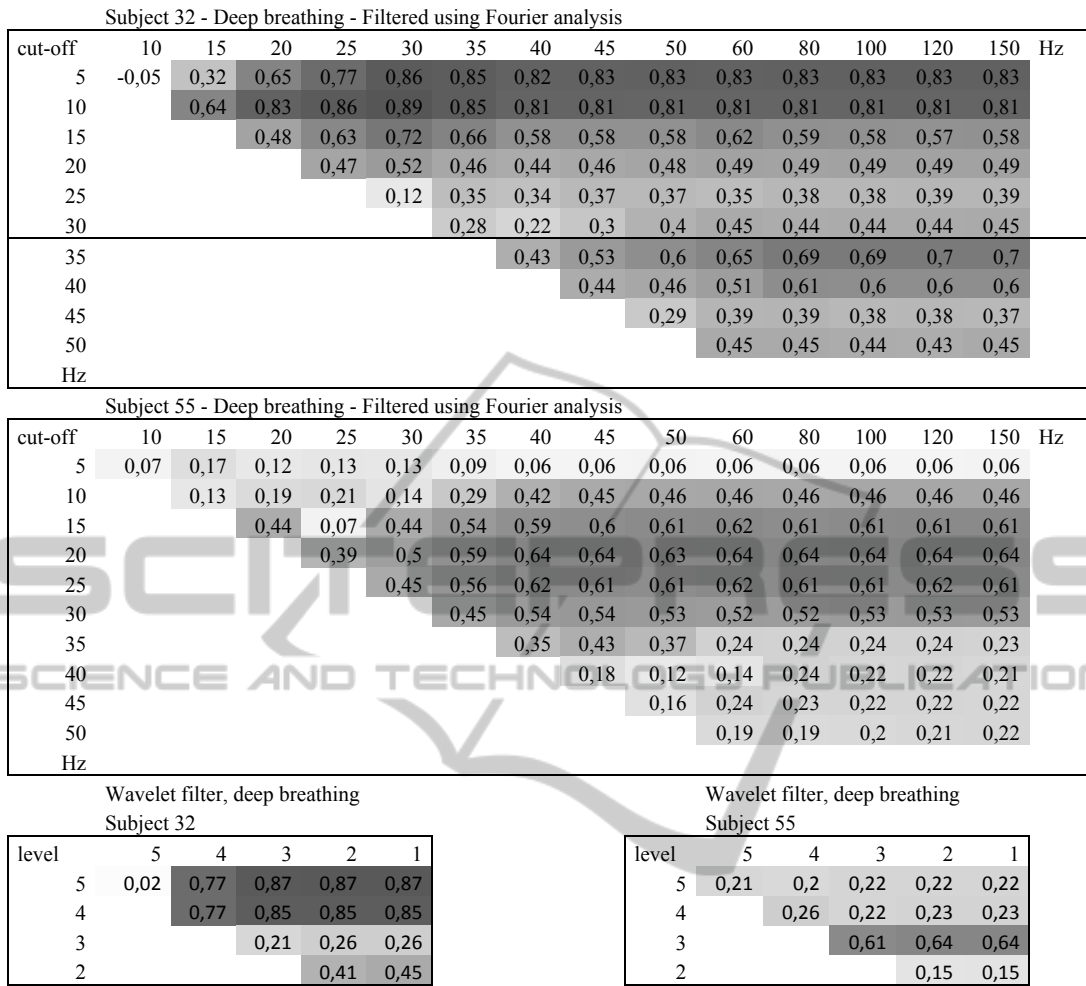 Subject 32 - Deep breathing - Filtered using Fourier analysis
cut-off 10 15 20 25 30 35 40 45 50 60 80 100 120 150 Hz
5 -0,05 0,32 0,65 0,77 0,86 0,85 0,82 0,83 0,83 0,83 0,83 0,83 0,83 0,83
10 0,64 0,83 0,86 0,89 0,85 0,81 0,81 0,81 0,81 0,81 0,81 0,81 0,81
15 0,48 0,63 0,72 0,66 0,58 0,58 0,58 0,62 0,59 0,58 0,57 0,58
20 0,47 0,52 0,46 0,44 0,46 0,48 0,49 0,49 0,49 0,49 0,49
25 0,12 0,35 0,34 0,37 0,37 0,35 0,38 0,38 0,39 0,39
30 0,28 0,22 0,3 0,4 0,45 0,44 0,44 0,44 0,45
35 0,43 0,53 0,6 0,65 0,69 0,69 0,7 0,7
40 0,44 0,46 0,51 0,61 0,6 0,6 0,6
45 0,29 0,39 0,39 0,38 0,38 0,37
50 0,45 0,45 0,44 0,43 0,45
Hz
Subject 55 - Deep breathing - Filtered using Fourier analysis
cut-off 10 15 20 25 30 35 40 45 50 60 80 100 120 150 Hz
5 0,07 0,17 0,12 0,13 0,13 0,09 0,06 0,06 0,06 0,06 0,06 0,06 0,06 0,06
10 0,13 0,19 0,21 0,14 0,29 0,42 0,45 0,46 0,46 0,46 0,46 0,46 0,46
15 0,44 0,07 0,44 0,54 0,59 0,6 0,61 0,62 0,61 0,61 0,61 0,61
20 0,39 0,5 0,59 0,64 0,64 0,63 0,64 0,64 0,64 0,64 0,64
25 0,45 0,56 0,62 0,61 0,61 0,62 0,61 0,61 0,62 0,61
30 0,45 0,54 0,54 0,53 0,52 0,52 0,53 0,53 0,53
35 0,35 0,43 0,37 0,24 0,24 0,24 0,24 0,23
40 0,18 0,12 0,14 0,24 0,22 0,22 0,21
45 0,16 0,24 0,23 0,22 0,22 0,22
50 0,19 0,19 0,2 0,21 0,22
Hz
SCITEPRESS
SCIENCE AND TECHNOLOGY PUBLICATION
Wavelet filter, deep breathing Wavelet filter, deep breathing
Subject 32 Subject 55
level 5 4 3 2 1 level 5 4 3 2 1
5 0,02 0,77 0,87 0,87 0,87 5 0,21 0,2 0,22 0,22 0,22
4 0,77 0,85 0,85 0,85 4 0,26 0,22 0,23 0,23
3 0,21 0,26 0,26 3 0,61 0,64 0,64
2 0,41 0,45 2 0,15 0,15